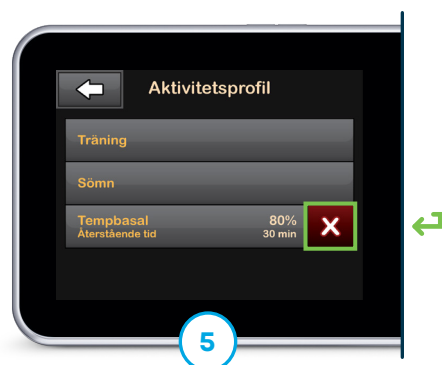 Aktivitetsprofil
Träning
Sömn
Tempbasal 80%
Återstående tid 30 min
5